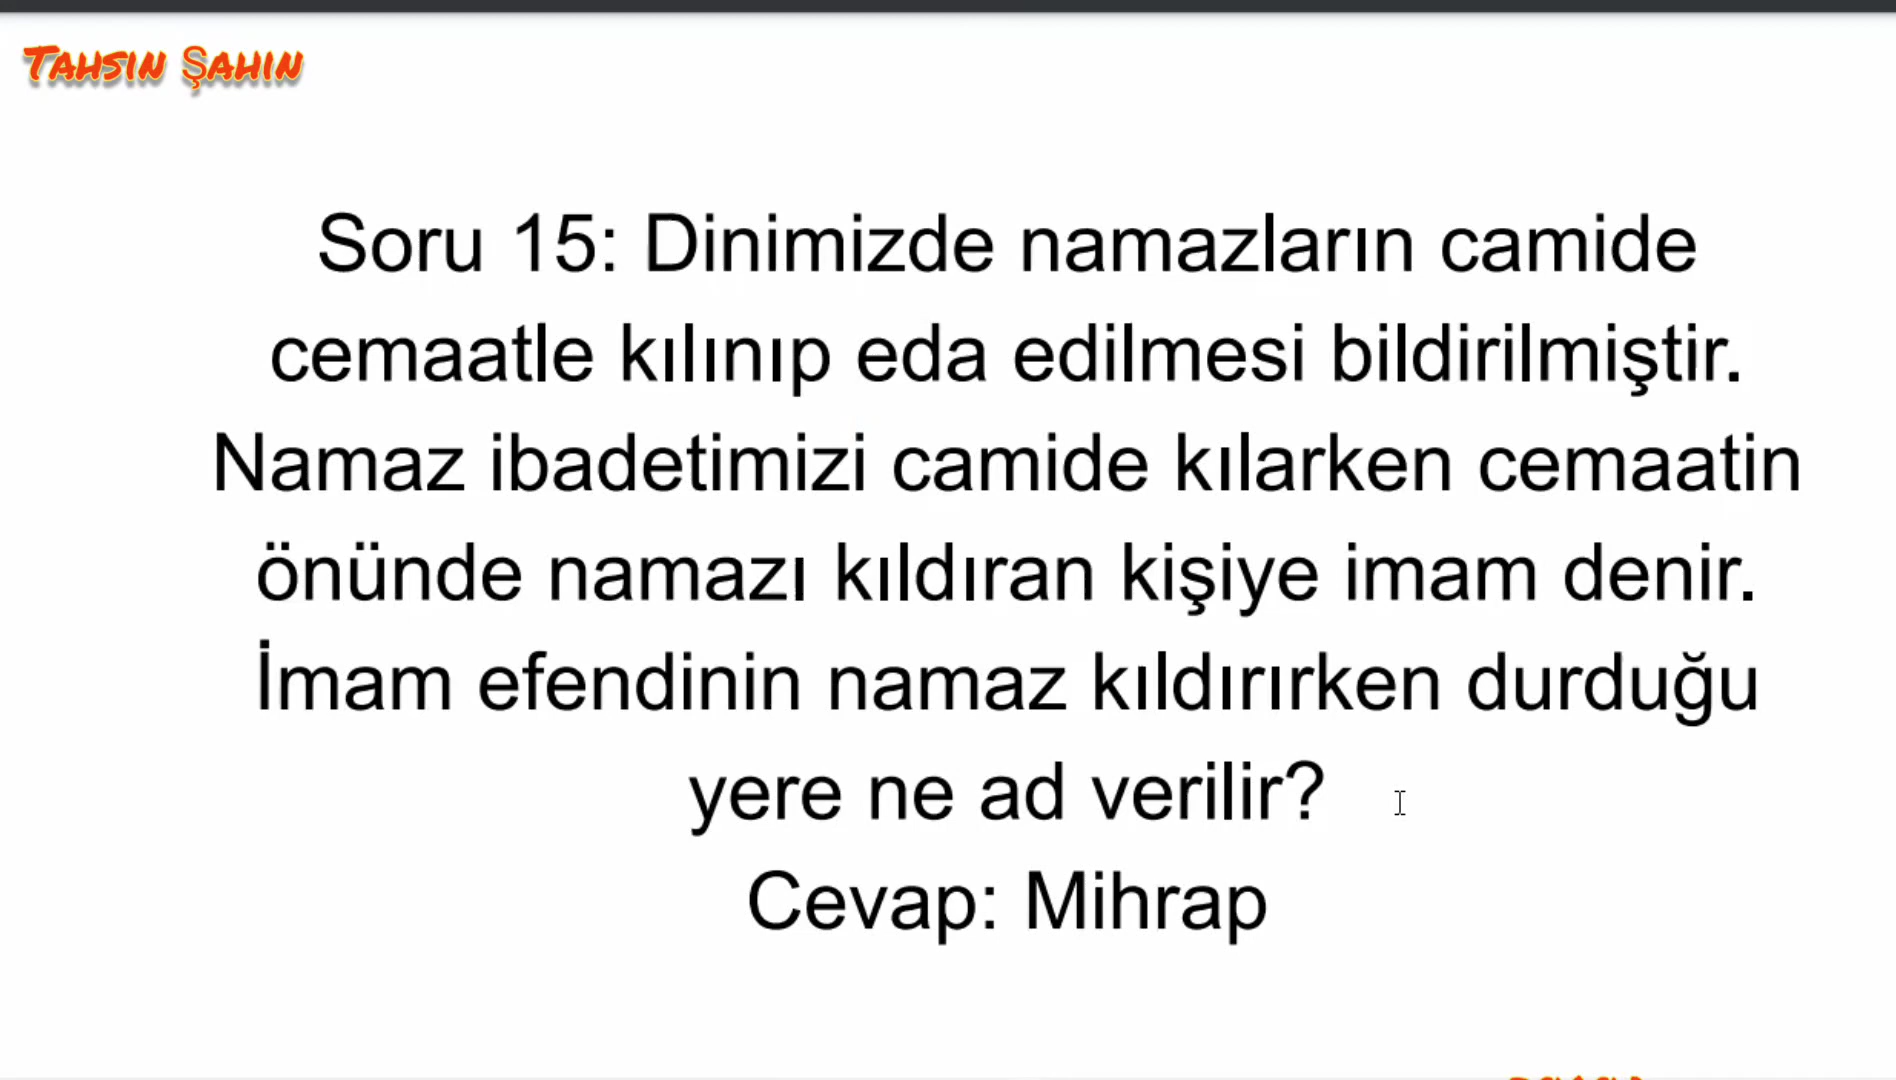 TAHSIN ŞAHIN
Soru 15: Dinimizde namazların camide
cemaatle kılınıp eda edilmesi bildirilmiştir.
Namaz ibadetimizi camide kılarken cemaatin
önünde namazı kıldıran kişiye imam denir.
İmam efendinin namaz kıldırırken durduğu
yere ne ad verilir?
Cevap: Mihrap